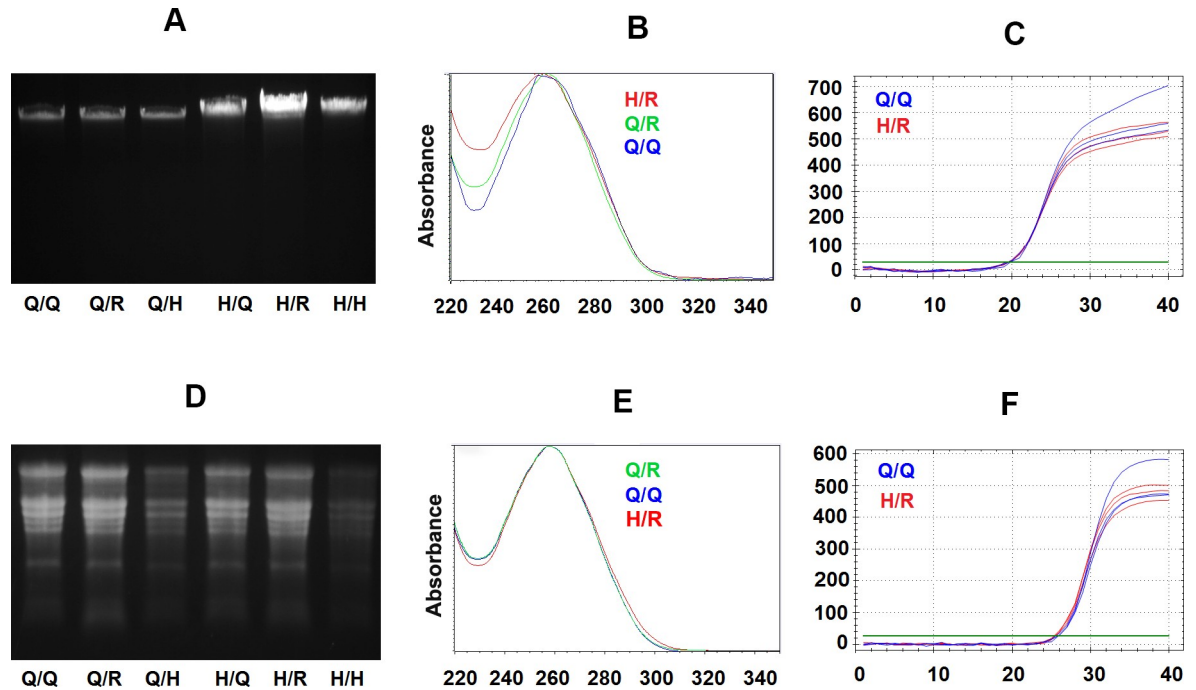 A
Q/Q Q/R Q/H H/Q H/R H/H
B
H/R
Q/R
Q/Q
Absorbance
220 240 260 280 300 320 340
C
Q/Q
H/R
700
600
500
400
300
200
100
0
0 10 20 30 40
D
Q/Q Q/R Q/H H/Q H/R H/H
E
Q/R
Q/Q
H/R
Absorbance
220 240 260 280 300 320 340
F
Q/Q
H/R
600
500
400
300
200
100
0
0 10 20 30 40